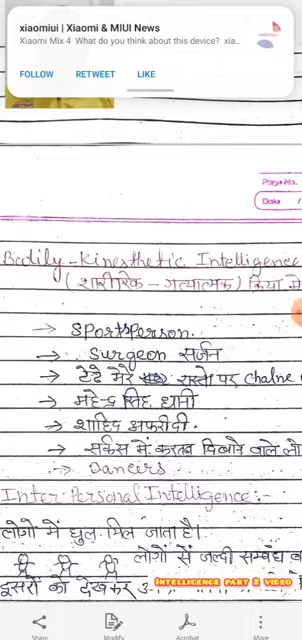 xiaomiui | Xiaomi & MIUI News
Xiaomi Mix 4 What do you think about this device? xia..
FOLLOW RETWEET LIKE
Page No.
Date /
Bodily-Kinesthetic Intelligence
(शारीरिक - गत्यात्मक) क्रिया में
→ Sports Person.
→ Surgeon सर्जन
→ टेढे मेरे रास्तो पर Chalne
→ महेन्द्र सिंह धोनी
→ शाहिद अफरीदी.
→ सर्कस में करतब दिखाने वाले लो
→ Dancers
Inter Personal Intelligence:-
लोगों में घुल मिल जाता है।
लोगों से जल्दी सम्बंध ब
दूसरों को देखकर
INTELLIGENCE PART 2 VIDEO
Share Modify Acrobat More